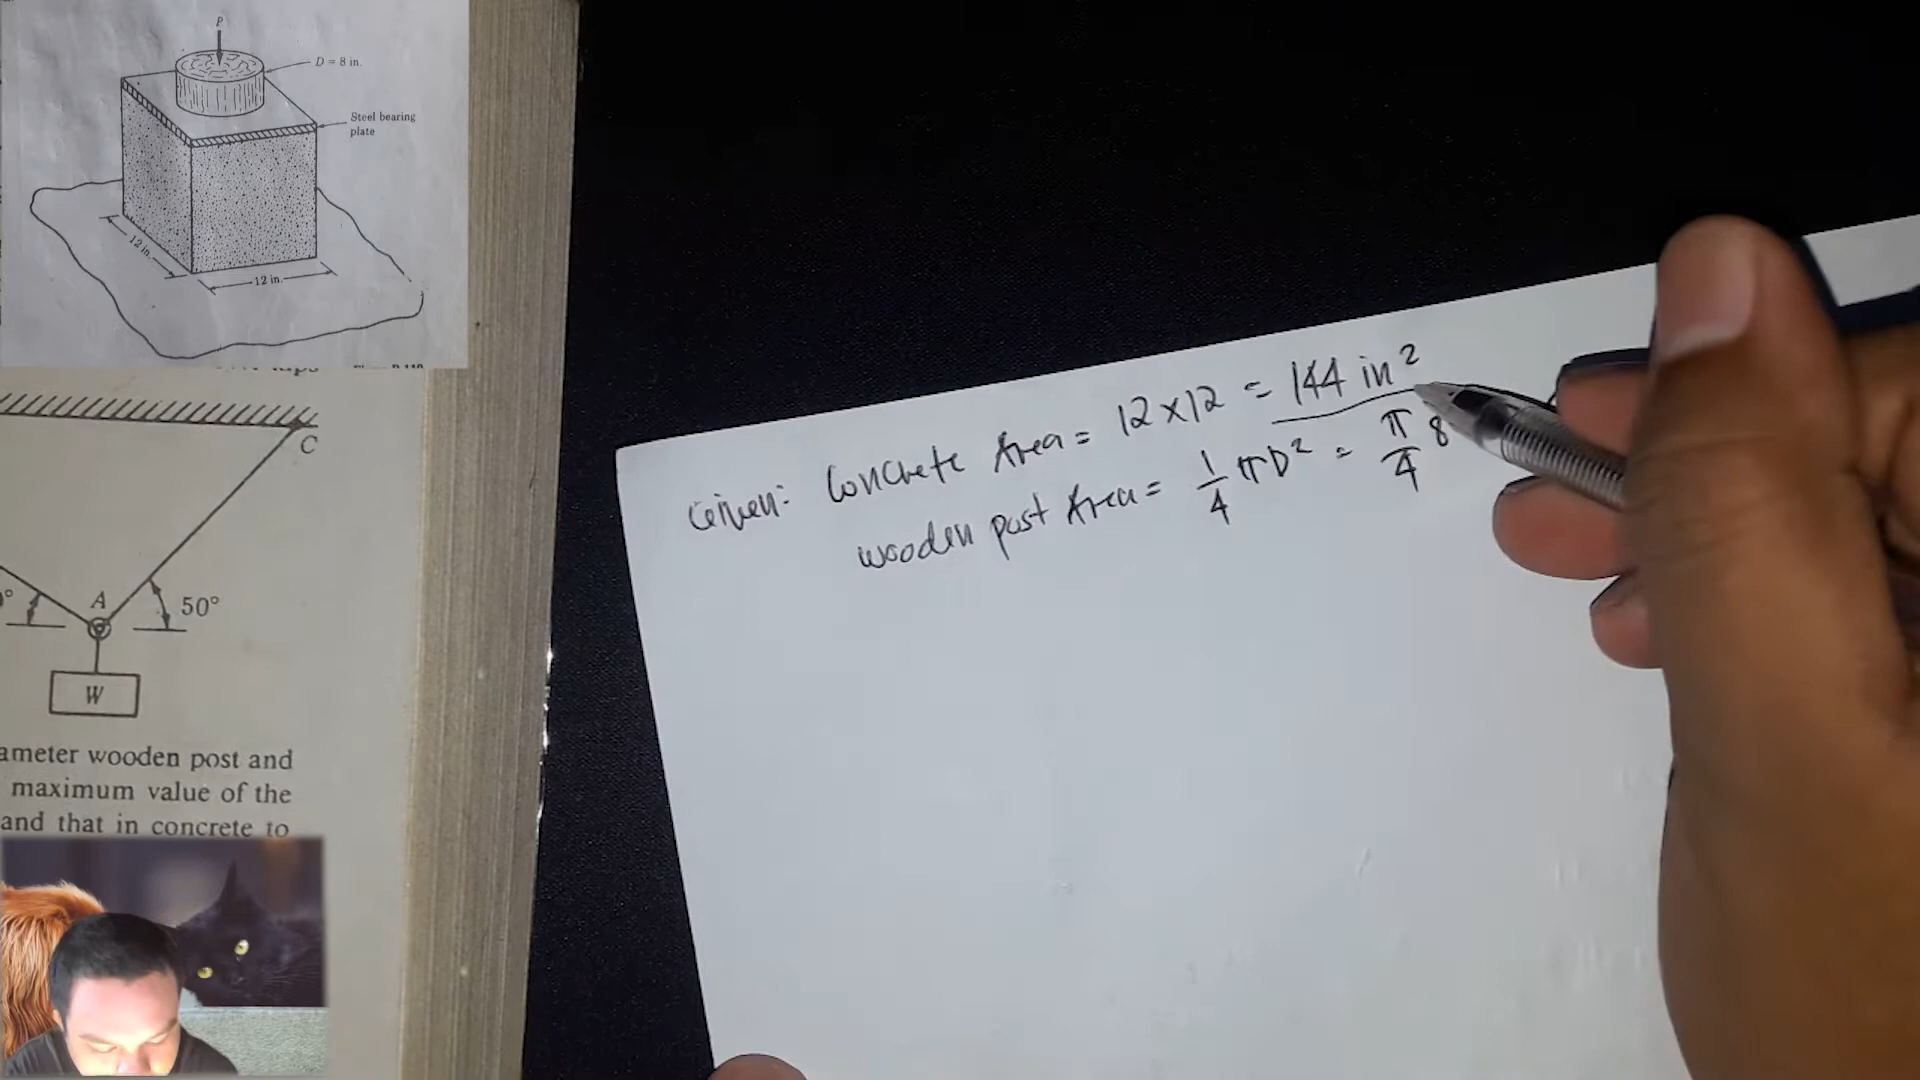 P
D = 8 in.
Steel bearing
plate
12 in.
12 in.
C
A
50°
W
ameter wooden post and
maximum value of the
and that in concrete to
Given: Concrete Area = 12 x 12 = 144 in²
wooden post Area = 1/4 πD² = π/4 8